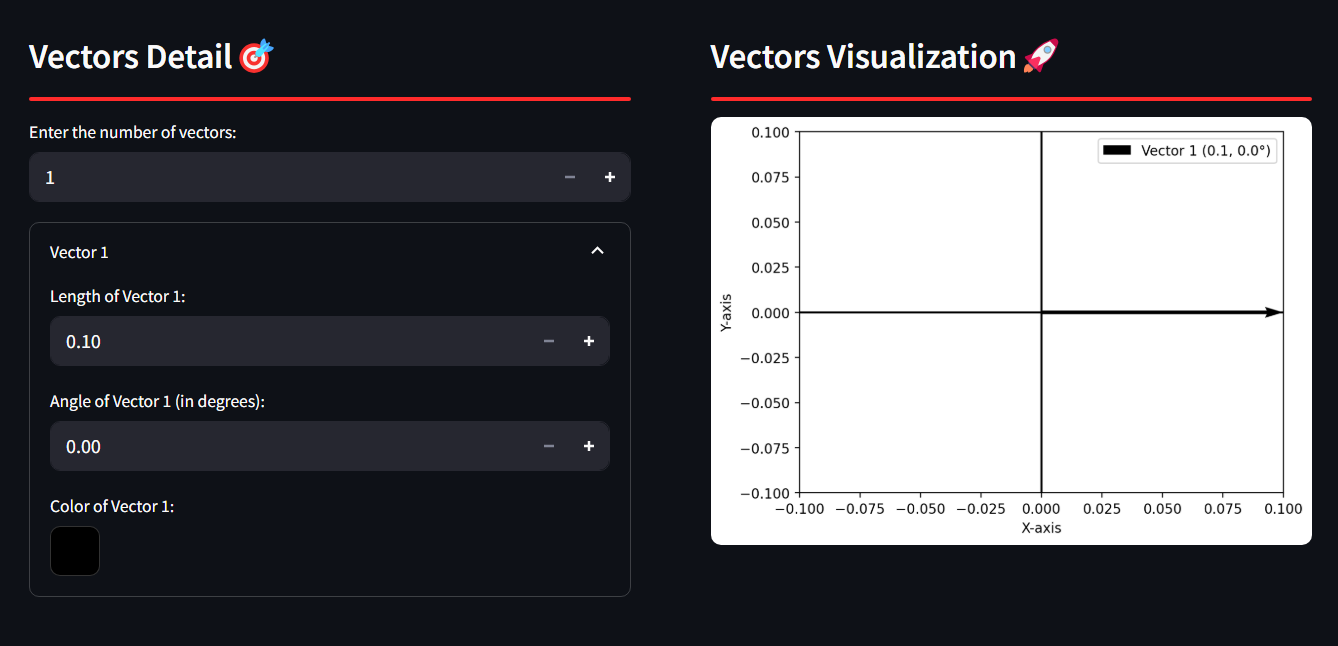 Vectors Detail 🎯
Enter the number of vectors:
1
Vector 1
Length of Vector 1:
0.10
Angle of Vector 1 (in degrees):
0.00
Color of Vector 1:
Vectors Visualization 🚀
Vector 1 (0.1, 0.0°)
0.100
0.075
0.050
0.025
0.000
−0.025
−0.050
−0.075
−0.100
Y-axis
−0.100 −0.075 −0.050 −0.025 0.000 0.025 0.050 0.075 0.100
X-axis